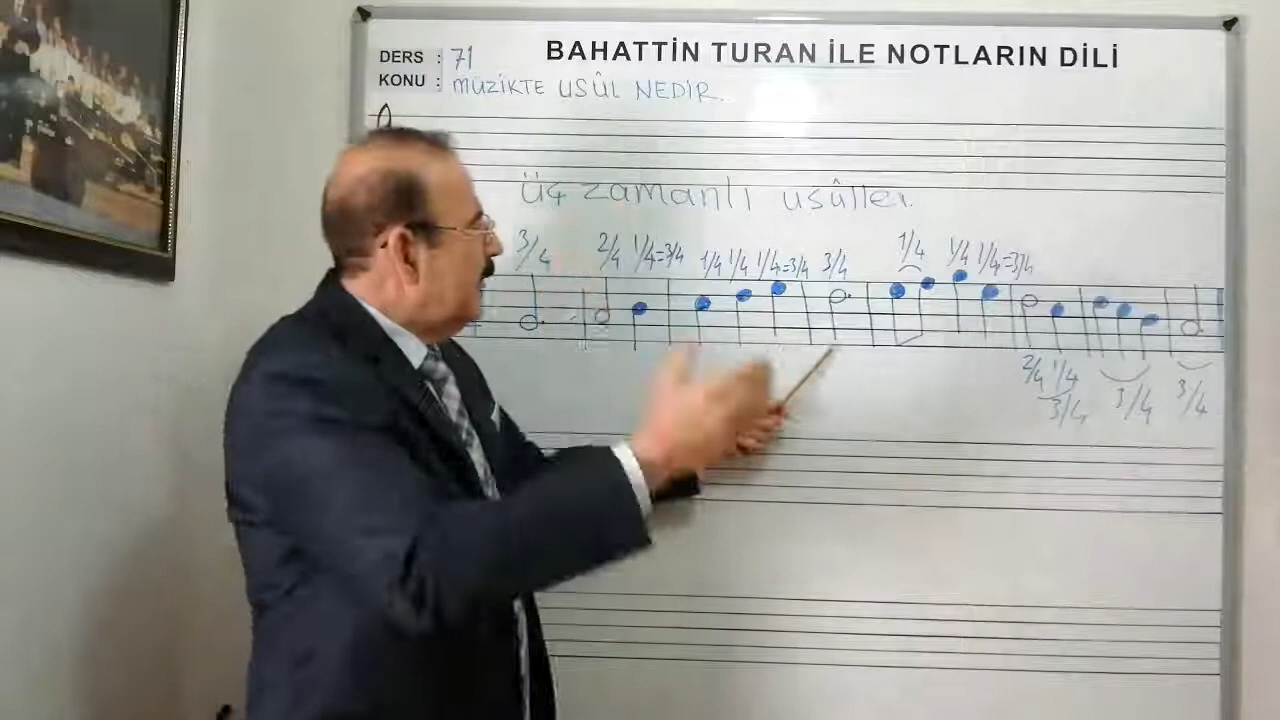 DERS : 71
BAHATTİN TURAN İLE NOTLARIN DİLİ
KONU : MÜZİKTE USÛL NEDİR.
üç zamanlı usûller
3/4 2/4 1/4=3/4 1/4 1/4 1/4=3/4 3/4 1/4 1/4 1/4=3/4
2/4 1/4 3/4 3/4
3/4